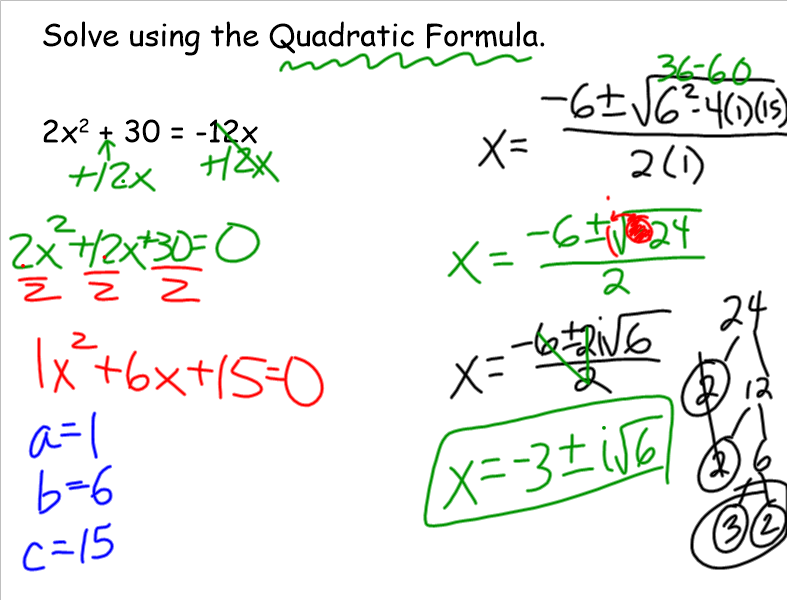 Solve using the Quadratic Formula.
2x² + 30 = -12x
+12x +12x
2x²+12x+30=0
2 2 2
1x²+6x+15=0
a=1
b=6
c=15
36-60
x= -6±√6²-4(1)(15)
2(1)
x= -6±i√24
2
x= -6±2i√6
2
x=-3±i√6
24
2 12
2 6
3 2